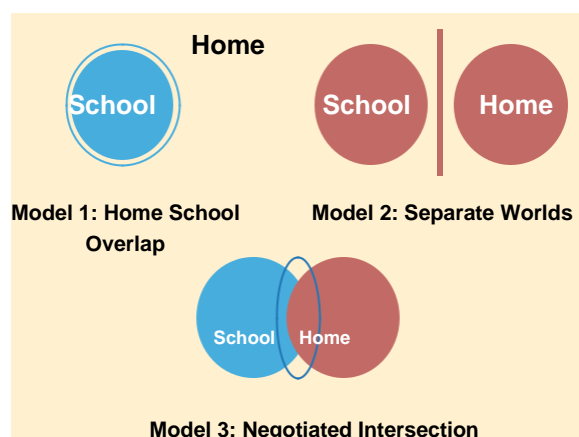 Home
School
School
Home
Model 1: Home School
Overlap
Model 2: Separate Worlds
School
Home
Model 3: Negotiated Intersection